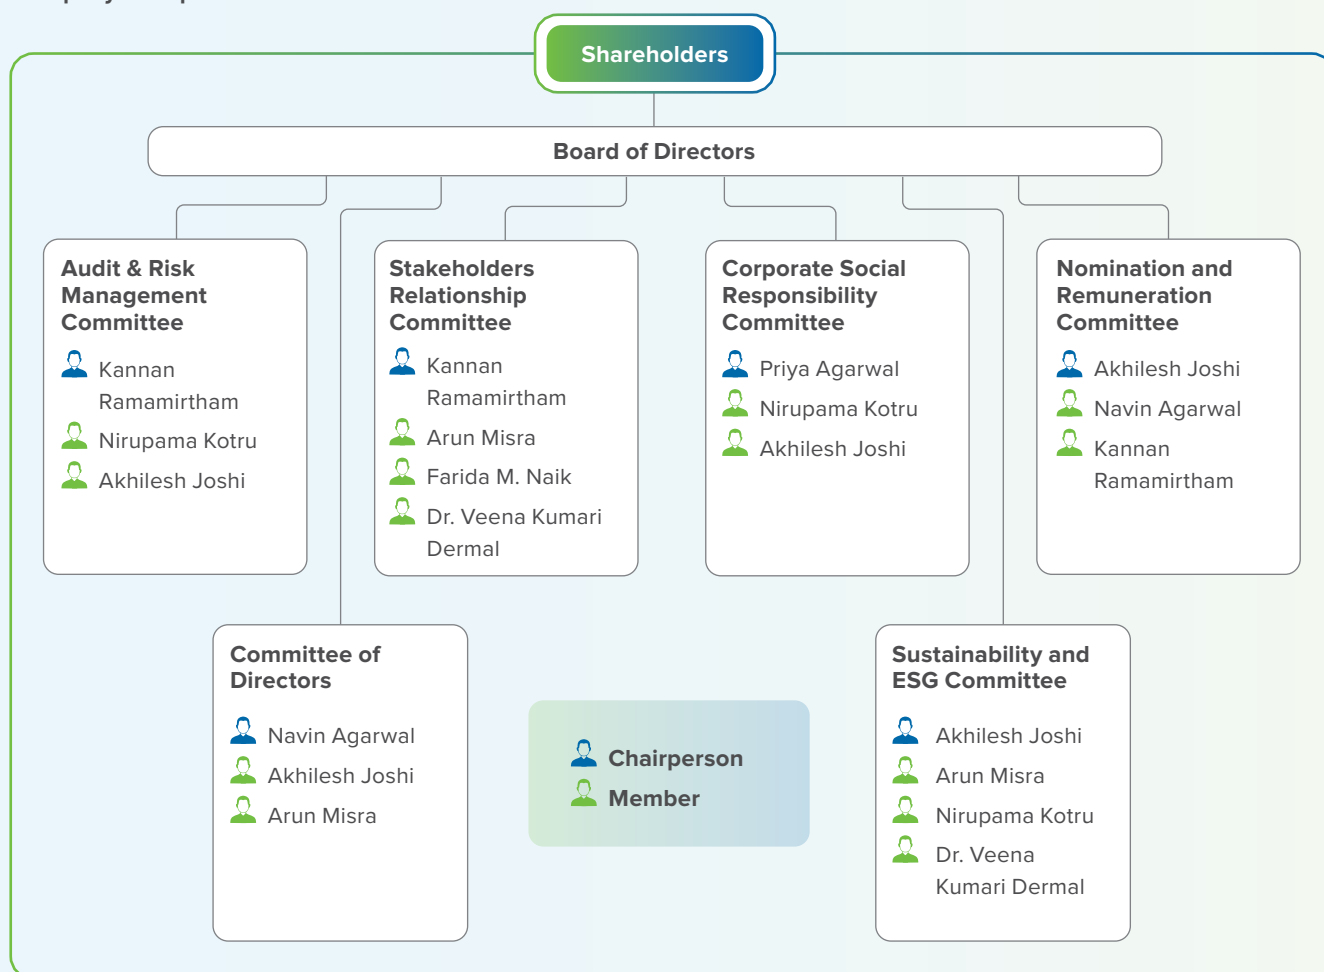 Shareholders
Board of Directors
Audit & Risk
Management
Committee
Kannan
Ramamirtham
Nirupama Kotru
Akhilesh Joshi
Stakeholders
Relationship
Committee
Kannan
Ramamirtham
Arun Misra
Farida M. Naik
Dr. Veena Kumari
Dermal
Corporate Social
Responsibility
Committee
Priya Agarwal
Nirupama Kotru
Akhilesh Joshi
Nomination and
Remuneration
Committee
Akhilesh Joshi
Navin Agarwal
Kannan
Ramamirtham
Committee of
Directors
Navin Agarwal
Akhilesh Joshi
Arun Misra
Chairperson
Member
Sustainability and
ESG Committee
Akhilesh Joshi
Arun Misra
Nirupama Kotru
Dr. Veena
Kumari Dermal